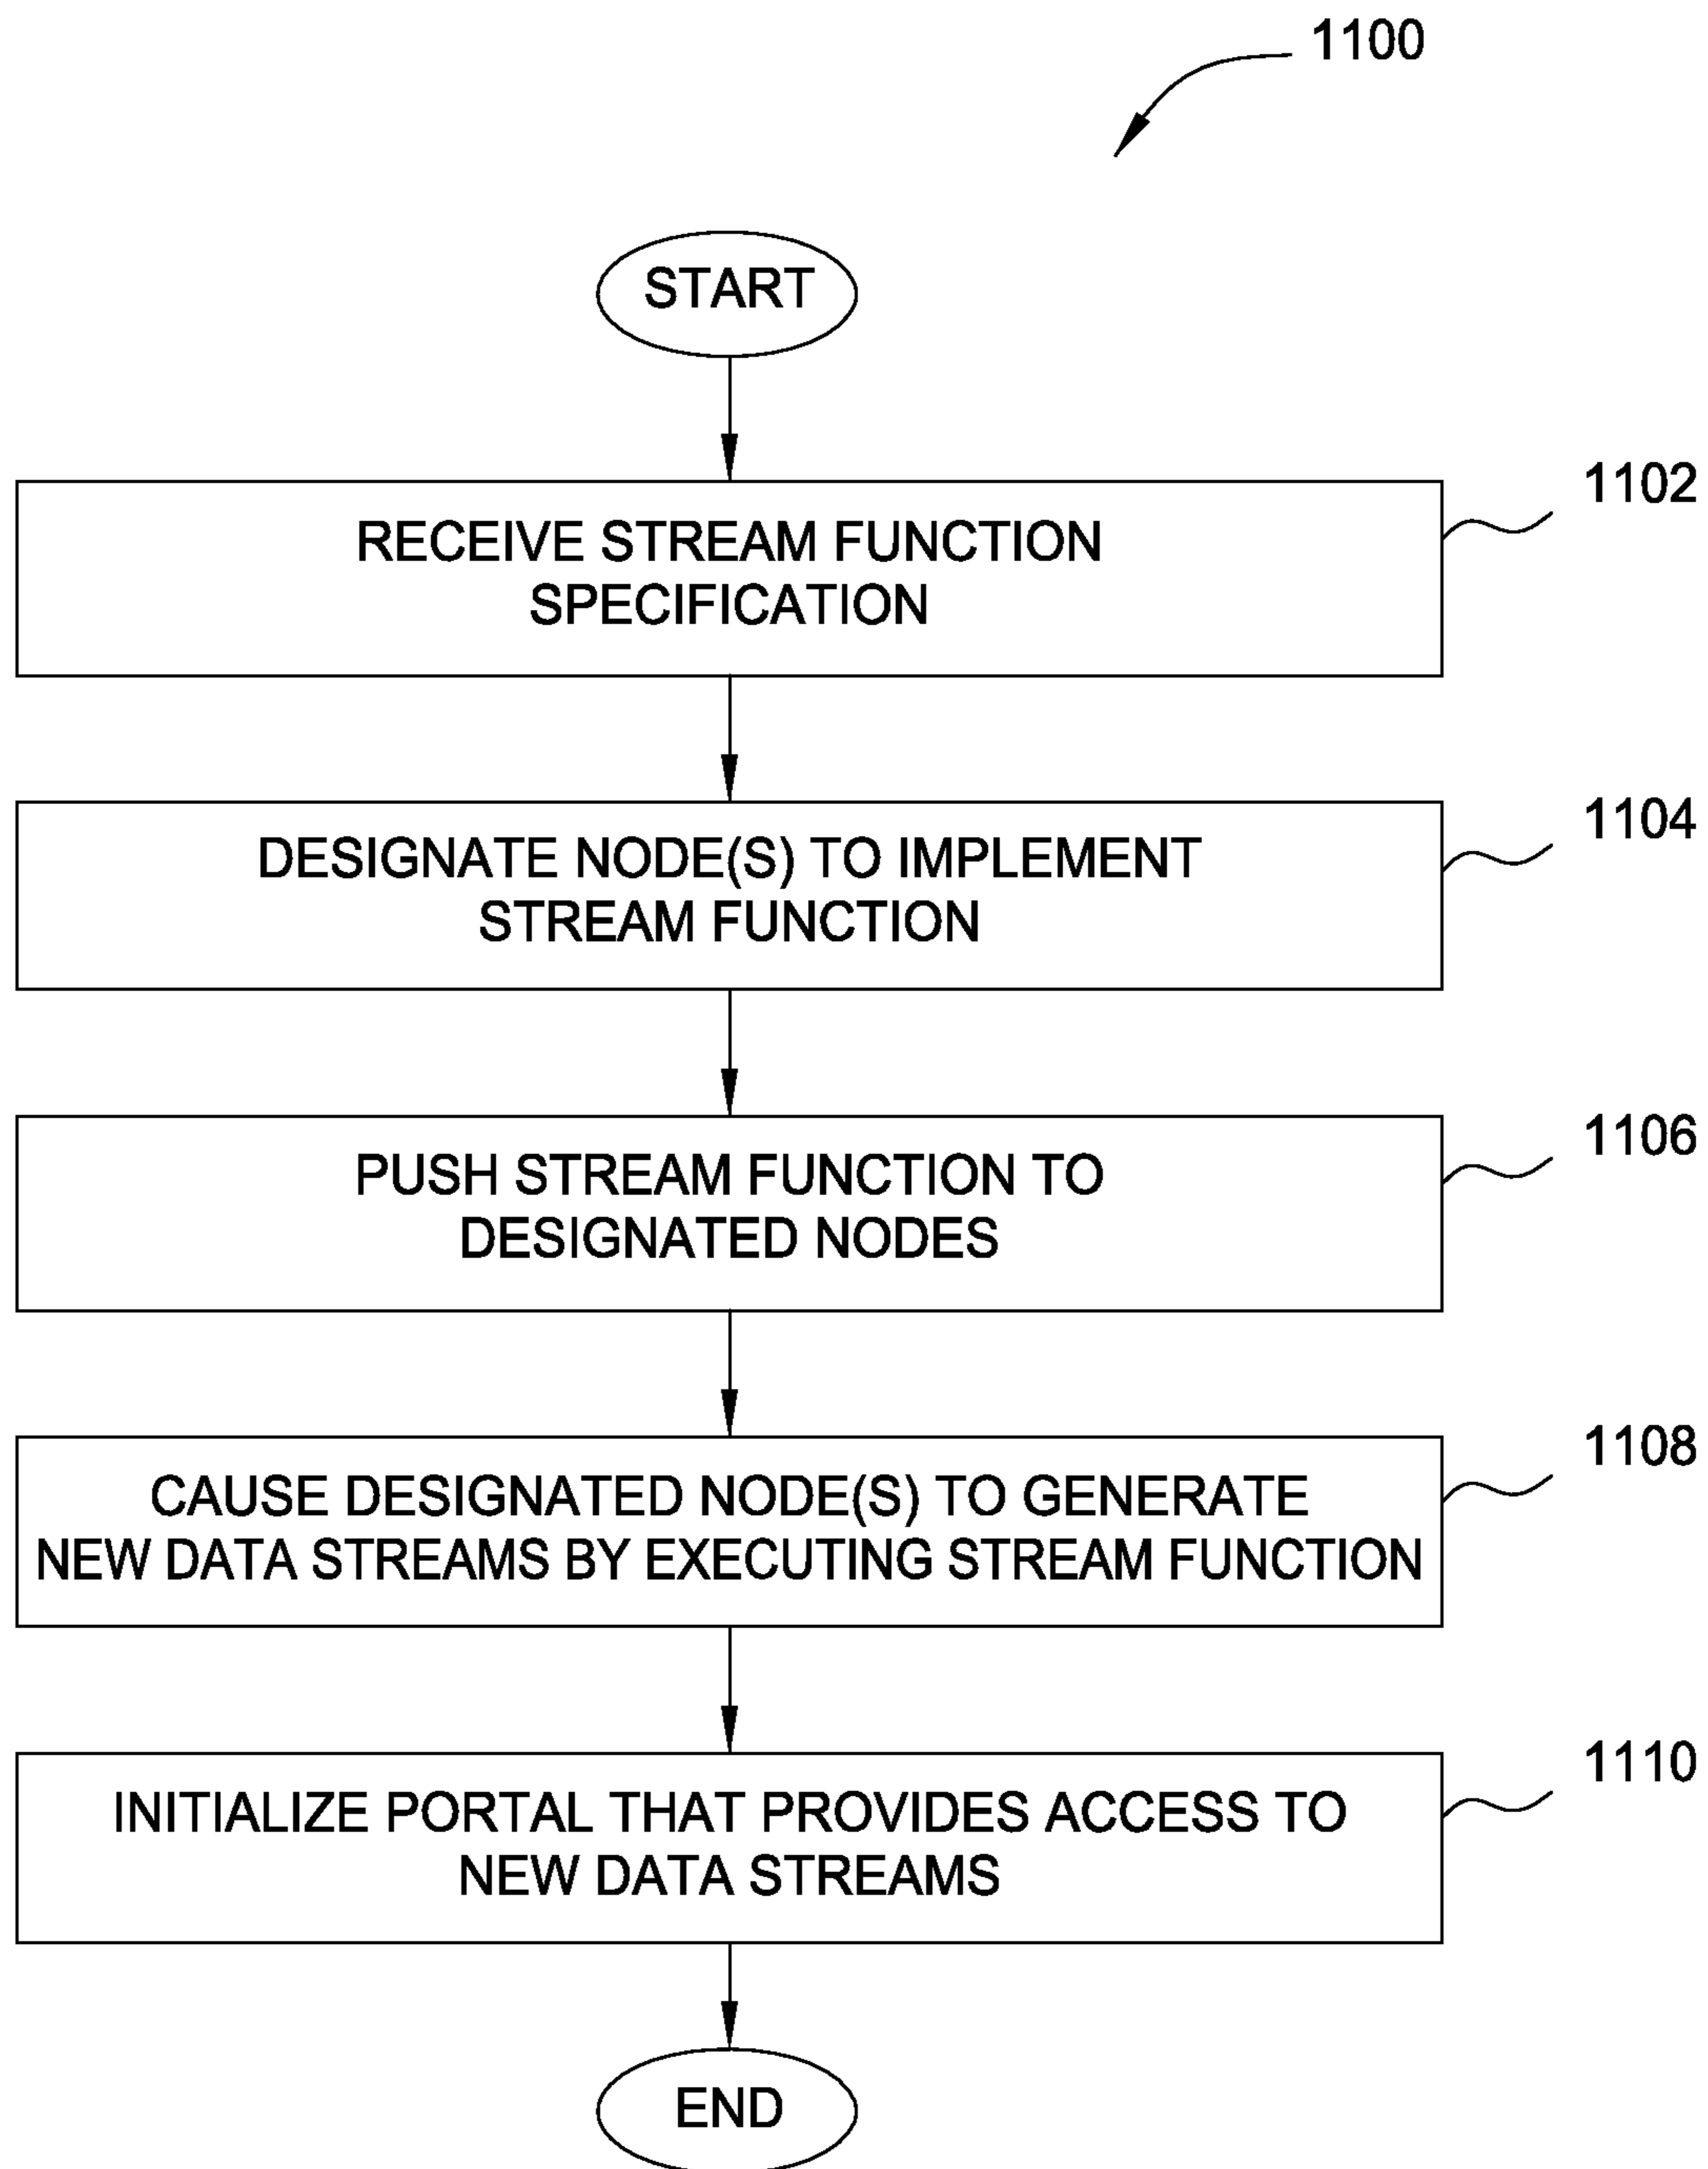 1100
START
1102
RECEIVE STREAM FUNCTION
SPECIFICATION
1104
DESIGNATE NODE(S) TO IMPLEMENT
STREAM FUNCTION
1106
PUSH STREAM FUNCTION TO
DESIGNATED NODES
1108
CAUSE DESIGNATED NODE(S) TO GENERATE
NEW DATA STREAMS BY EXECUTING STREAM FUNCTION
1110
INITIALIZE PORTAL THAT PROVIDES ACCESS TO
NEW DATA STREAMS
END